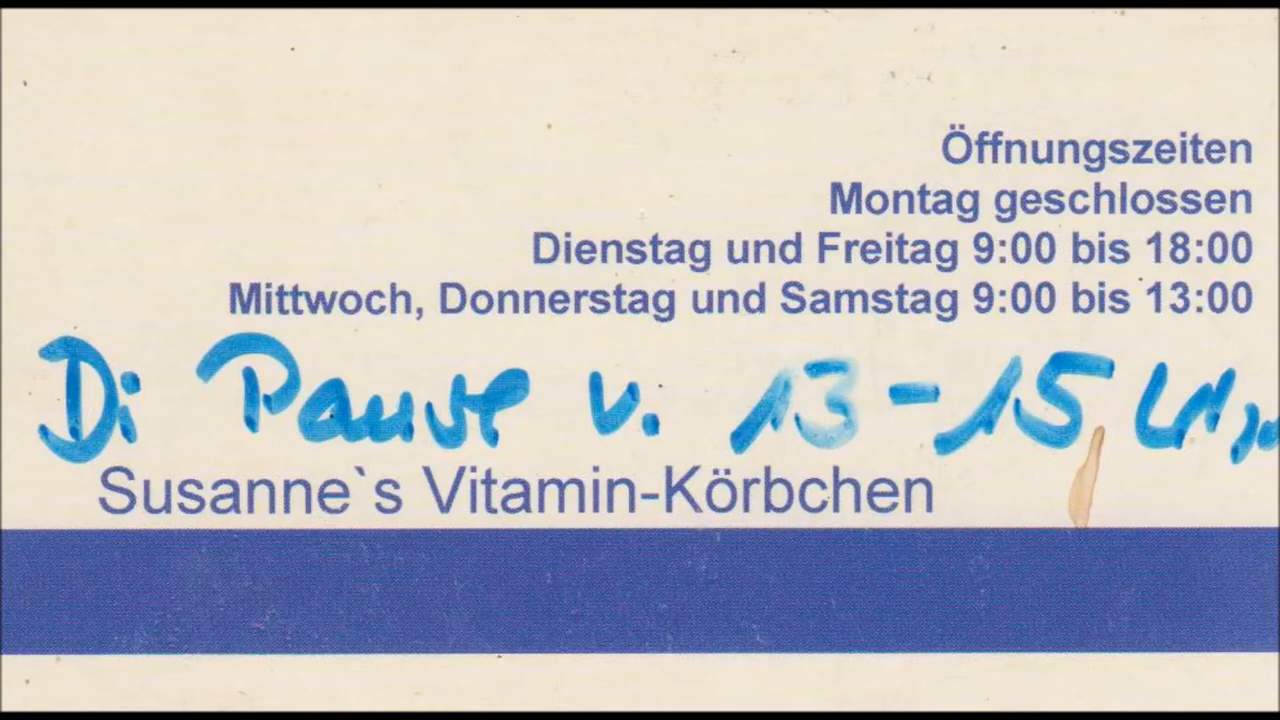 Öffnungszeiten
Montag geschlossen
Dienstag und Freitag 9:00 bis 18:00
Mittwoch, Donnerstag und Samstag 9:00 bis 13:00
Di Pause v. 13-15 Uhr
Susanne`s Vitamin-Körbchen